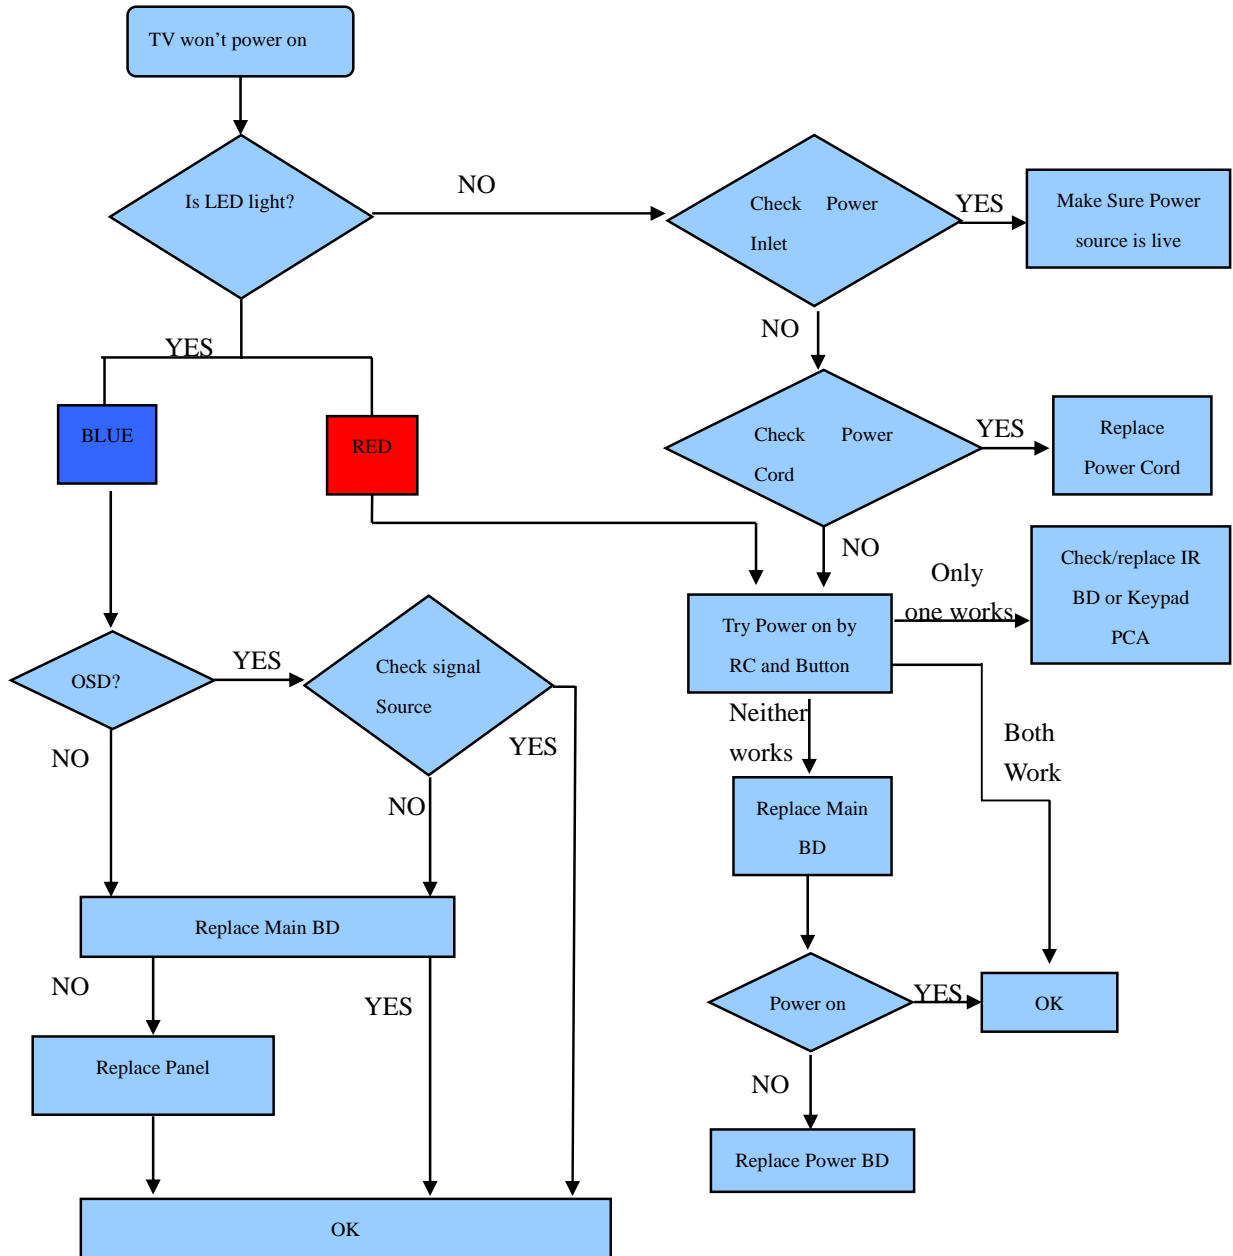 TV won’t power on
Is LED light?
NO
Check Power
Inlet
YES
Make Sure Power
source is live
NO
YES
BLUE
RED
Check Power
Cord
YES
Replace
Power Cord
NO
Only
one works
Check/replace IR
BD or Keypad
PCA
Try Power on by
RC and Button
OSD?
YES
Check signal
Source
NO
YES
NO
Neither
works
Both
Work
Replace Main
BD
Replace Main BD
NO
YES
Power on
YES
OK
Replace Panel
NO
Replace Power BD
OK